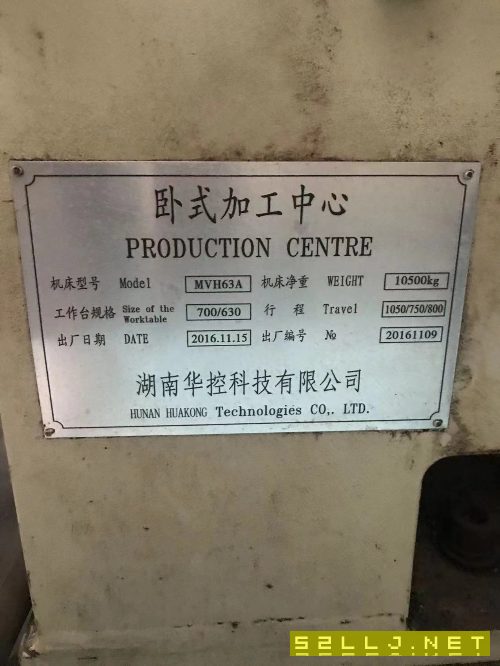 卧式加工中心
PRODUCTION CENTRE
机床型号 Model MVH63A 机床净重 WEIGHT 10500kg
工作台规格 Size of the Worktable 700/630 行 程 Travel 1050/750/800
出厂日期 DATE 2016.11.15 出厂编号 № 20161109
湖南华控科技有限公司
HUNAN HUAKONG Technologies CO,. LTD.
52LLJ.NET